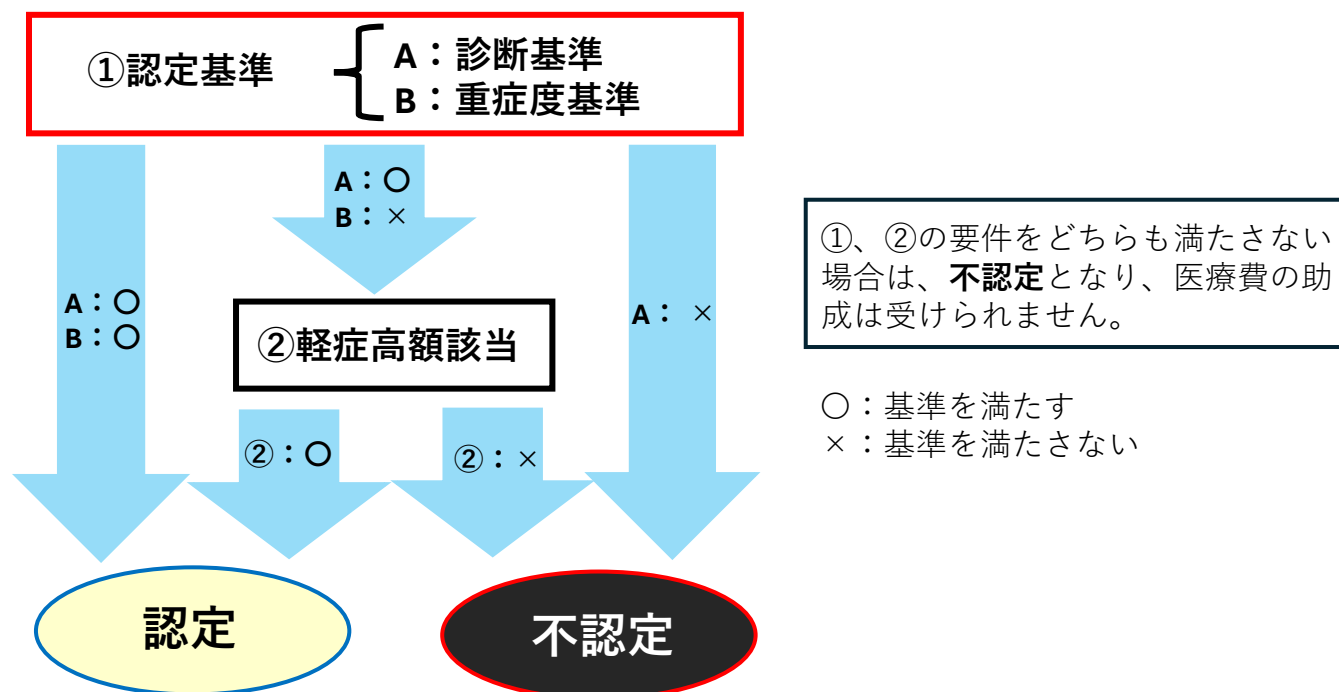 ①認定基準
A：診断基準
B：重症度基準
A：〇
B：×
A：〇
B：〇
A： ×
②軽症高額該当
②：〇
②：×
認定
不認定
①、②の要件をどちらも満たさない
場合は、不認定となり、医療費の助
成は受けられません。
〇：基準を満たす
×：基準を満たさない